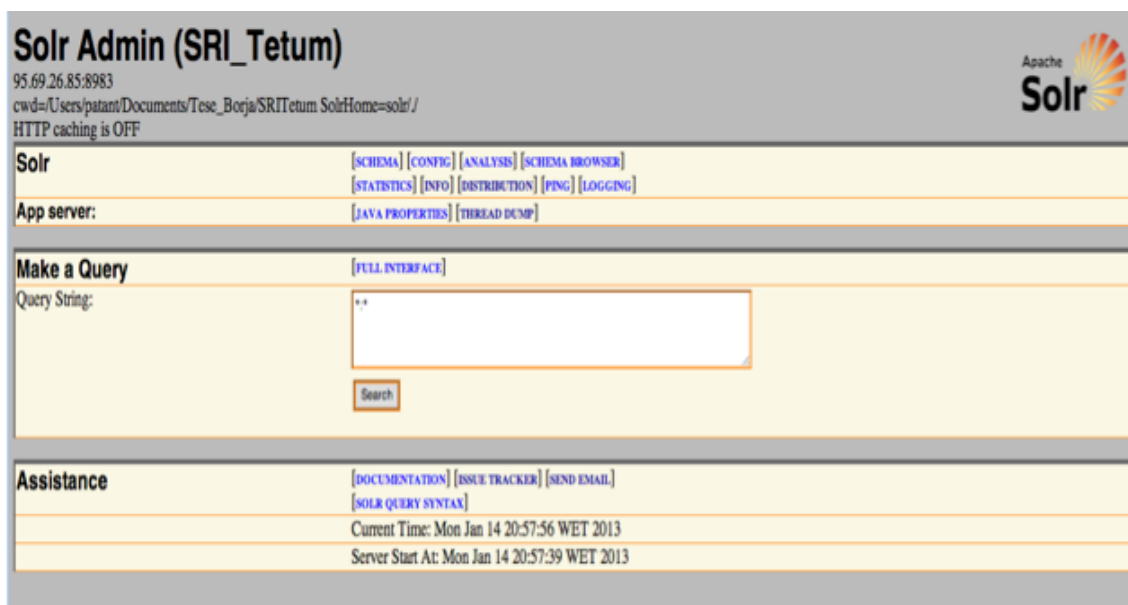 Solr Admin (SRI_Tetum)
95.69.26.85:8983
cwd=/Users/patant/Documents/Tese_Borja/SRITetum SolrHome=solr/./
HTTP caching is OFF
Apache
Solr
Solr [SCHEMA] [CONFIG] [ANALYSIS] [SCHEMA BROWSER]
[STATISTICS] [INFO] [DISTRIBUTION] [PING] [LOGGING]
App server: [JAVA PROPERTIES] [THREAD DUMP]
Make a Query [FULL INTERFACE]
Query String: *:*
Search
Assistance [DOCUMENTATION] [ISSUE TRACKER] [SEND EMAIL]
[SOLR QUERY SYNTAX]
Current Time: Mon Jan 14 20:57:56 WET 2013
Server Start At: Mon Jan 14 20:57:39 WET 2013